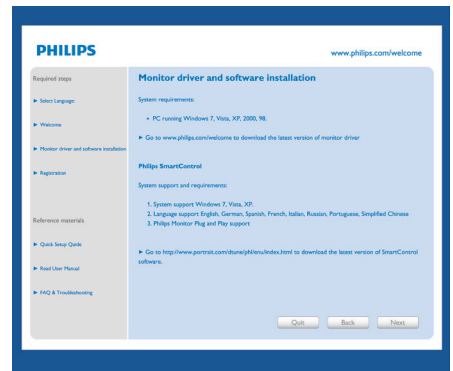 PHILIPS
www.philips.com/welcome
Required steps
► Select Language:
► Welcome
► Monitor driver and software installation
► Registration
Reference materials
► Quick Setup Quide
► Read User Manual
► FAQ & Troubleshooting
Monitor driver and software installation
System requirements:
• PC running Windows 7, Vista, XP, 2000, 98.
► Go to www.philips.com/welcome to download the latest version of monitor driver
Philips SmartControl
System support and requirements:
1. System support Windows 7, Vista, XP.
2. Language support English, German, Spanish, French, Italian, Russian, Portuguese, Simplified Chinese
3. Philips Monitor Plug and Play support
► Go to http://www.portrait.com/dtune/phl/enu/index.html to download the latest version of SmartControl
software.
Quit
Back
Next